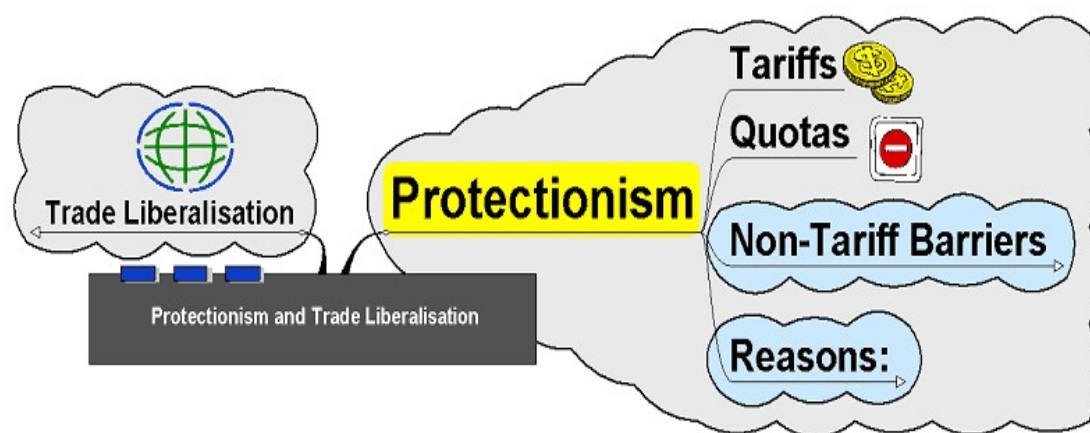 Tariffs
Quotas
Trade Liberalisation
Protectionism
Non-Tariff Barriers
Protectionism and Trade Liberalisation
Reasons: